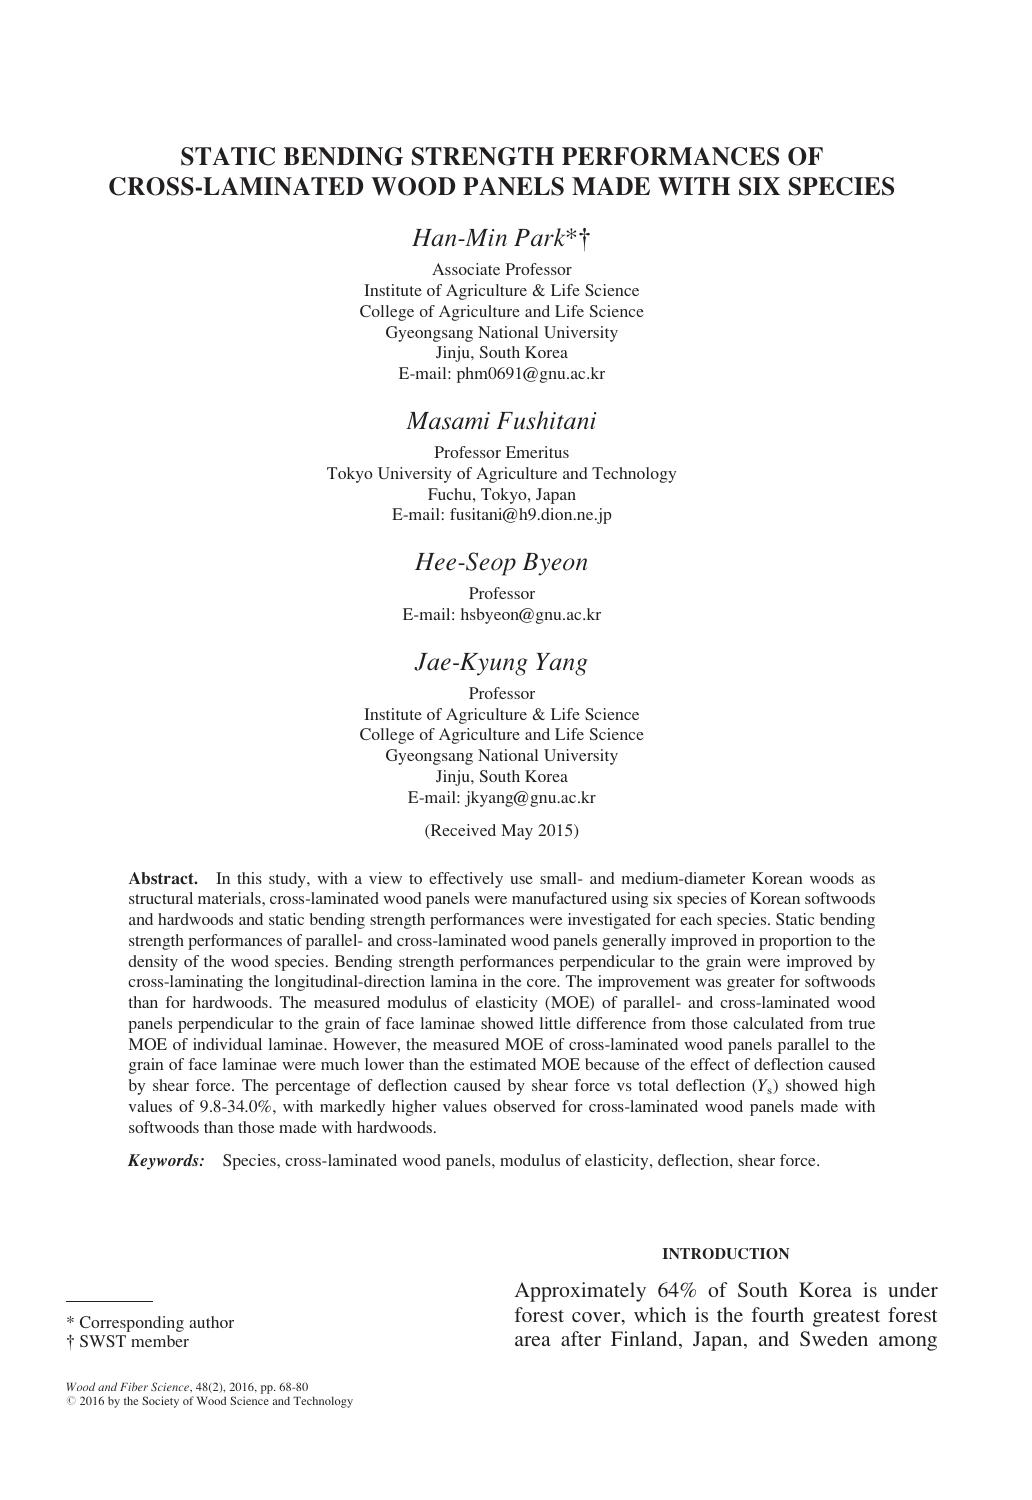 STATIC BENDING STRENGTH PERFORMANCES OF
CROSS-LAMINATED WOOD PANELS MADE WITH SIX SPECIES
Han-Min Park*†
Associate Professor
Institute of Agriculture & Life Science
College of Agriculture and Life Science
Gyeongsang National University
Jinju, South Korea
E-mail: phm0691@gnu.ac.kr
Masami Fushitani
Professor Emeritus
Tokyo University of Agriculture and Technology
Fuchu, Tokyo, Japan
E-mail: fusitani@h9.dion.ne.jp
Hee-Seop Byeon
Professor
E-mail: hsbyeon@gnu.ac.kr
Jae-Kyung Yang
Professor
Institute of Agriculture & Life Science
College of Agriculture and Life Science
Gyeongsang National University
Jinju, South Korea
E-mail: jkyang@gnu.ac.kr
(Received May 2015)
Abstract. In this study, with a view to effectively use small- and medium-diameter Korean woods as
structural materials, cross-laminated wood panels were manufactured using six species of Korean softwoods
and hardwoods and static bending strength performances were investigated for each species. Static bending
strength performances of parallel- and cross-laminated wood panels generally improved in proportion to the
density of the wood species. Bending strength performances perpendicular to the grain were improved by
cross-laminating the longitudinal-direction lamina in the core. The improvement was greater for softwoods
than for hardwoods. The measured modulus of elasticity (MOE) of parallel- and cross-laminated wood
panels perpendicular to the grain of face laminae showed little difference from those calculated from true
MOE of individual laminae. However, the measured MOE of cross-laminated wood panels parallel to the
grain of face laminae were much lower than the estimated MOE because of the effect of deflection caused
by shear force. The percentage of deflection caused by shear force vs total deflection (Ys) showed high
values of 9.8-34.0%, with markedly higher values observed for cross-laminated wood panels made with
softwoods than those made with hardwoods.
Keywords: Species, cross-laminated wood panels, modulus of elasticity, deflection, shear force.
* Corresponding author
† SWST member
Wood and Fiber Science, 48(2), 2016, pp. 68-80
© 2016 by the Society of Wood Science and Technology
INTRODUCTION
Approximately 64% of South Korea is under
forest cover, which is the fourth greatest forest
area after Finland, Japan, and Sweden among